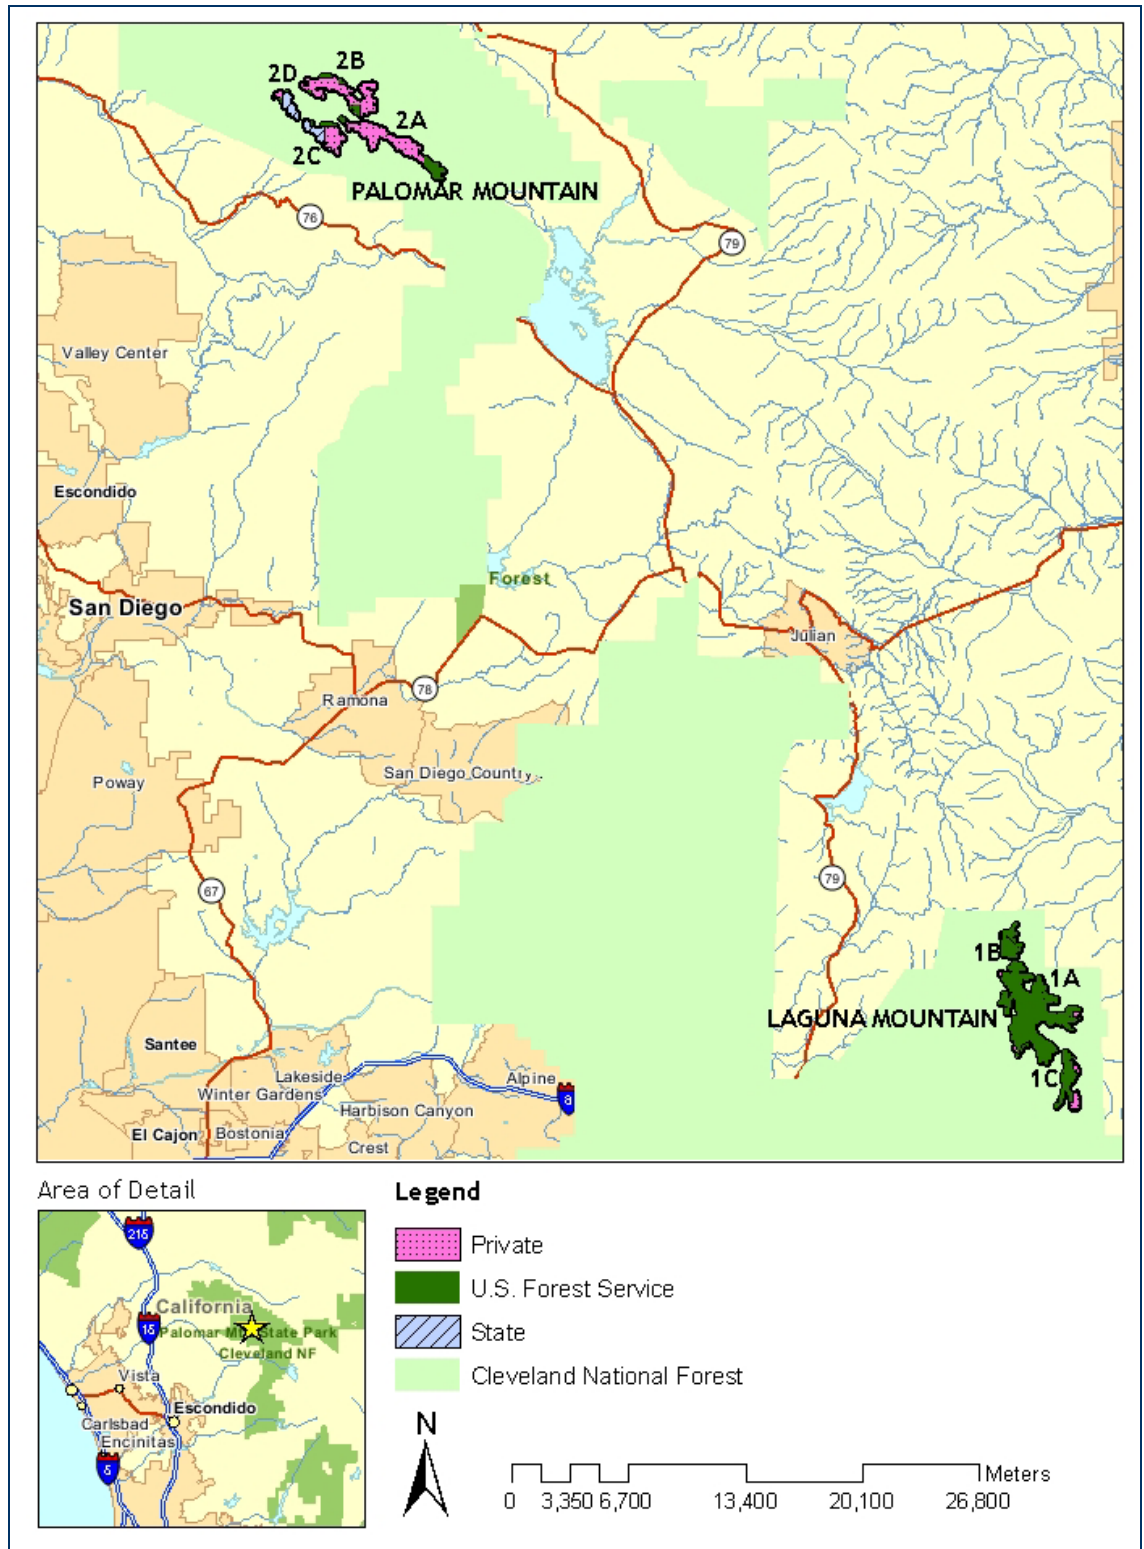 2B
2D
2A
2C
PALOMAR MOUNTAIN
76
79
Valley Center
Escondido
Forest
San Diego
Julian
78
Ramona
San Diego County
Poway
79
67
1B
1A
LAGUNA MOUNTAIN
Santee
1C
Lakeside
Alpine
8
Winter Gardens
Harbison Canyon
El Cajon
Bostonia
Crest
Area of Detail
Legend
215
Private
U.S. Forest Service
California
15
Palomar Mtn State Park
State
Cleveland NF
Vista
Cleveland National Forest
Escondido
Carlsbad
Encinitas
N
5
Meters
0 3,350 6,700 13,400 20,100 26,800